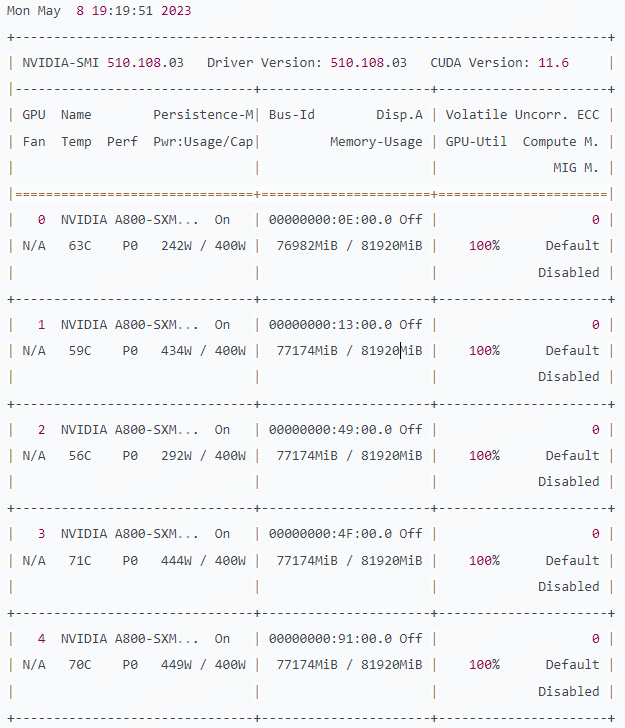 Mon May  8 19:19:51 2023
+-----------------------------------------------------------------------------+
| NVIDIA-SMI 510.108.03   Driver Version: 510.108.03   CUDA Version: 11.6     |
|-------------------------------+----------------------+----------------------+
| GPU  Name        Persistence-M| Bus-Id        Disp.A | Volatile Uncorr. ECC |
| Fan  Temp  Perf  Pwr:Usage/Cap|         Memory-Usage | GPU-Util  Compute M. |
|                               |                      |               MIG M. |
|===============================+======================+======================|
|   0  NVIDIA A800-SXM...  On   | 00000000:0E:00.0 Off |                    0 |
| N/A   63C    P0   242W / 400W |  76982MiB / 81920MiB |    100%      Default |
|                               |                      |             Disabled |
+-------------------------------+----------------------+----------------------+
|   1  NVIDIA A800-SXM...  On   | 00000000:13:00.0 Off |                    0 |
| N/A   59C    P0   434W / 400W |  77174MiB / 81920MiB |    100%      Default |
|                               |                      |             Disabled |
+-------------------------------+----------------------+----------------------+
|   2  NVIDIA A800-SXM...  On   | 00000000:49:00.0 Off |                    0 |
| N/A   56C    P0   292W / 400W |  77174MiB / 81920MiB |    100%      Default |
|                               |                      |             Disabled |
+-------------------------------+----------------------+----------------------+
|   3  NVIDIA A800-SXM...  On   | 00000000:4F:00.0 Off |                    0 |
| N/A   71C    P0   444W / 400W |  77174MiB / 81920MiB |    100%      Default |
|                               |                      |             Disabled |
+-------------------------------+----------------------+----------------------+
|   4  NVIDIA A800-SXM...  On   | 00000000:91:00.0 Off |                    0 |
| N/A   70C    P0   449W / 400W |  77174MiB / 81920MiB |    100%      Default |
|                               |                      |             Disabled |
+-------------------------------+----------------------+----------------------+